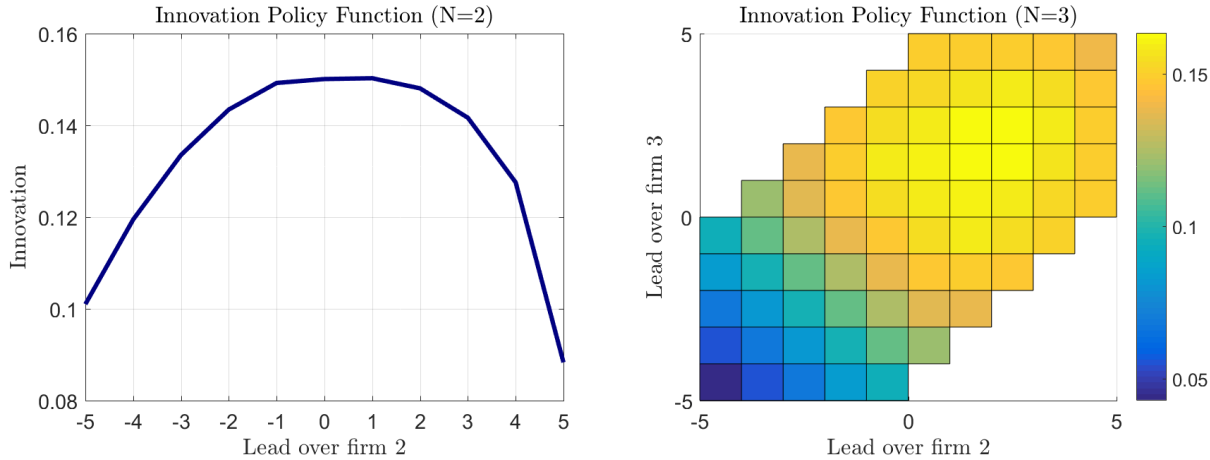 Innovation Policy Function (N=2)
0.16
0.14
0.12
0.1
0.08
Innovation
-5 -4 -3 -2 -1 0 1 2 3 4 5
Lead over firm 2
Innovation Policy Function (N=3)
5
0
-5
Lead over firm 3
-5 0 5
Lead over firm 2
0.15
0.1
0.05